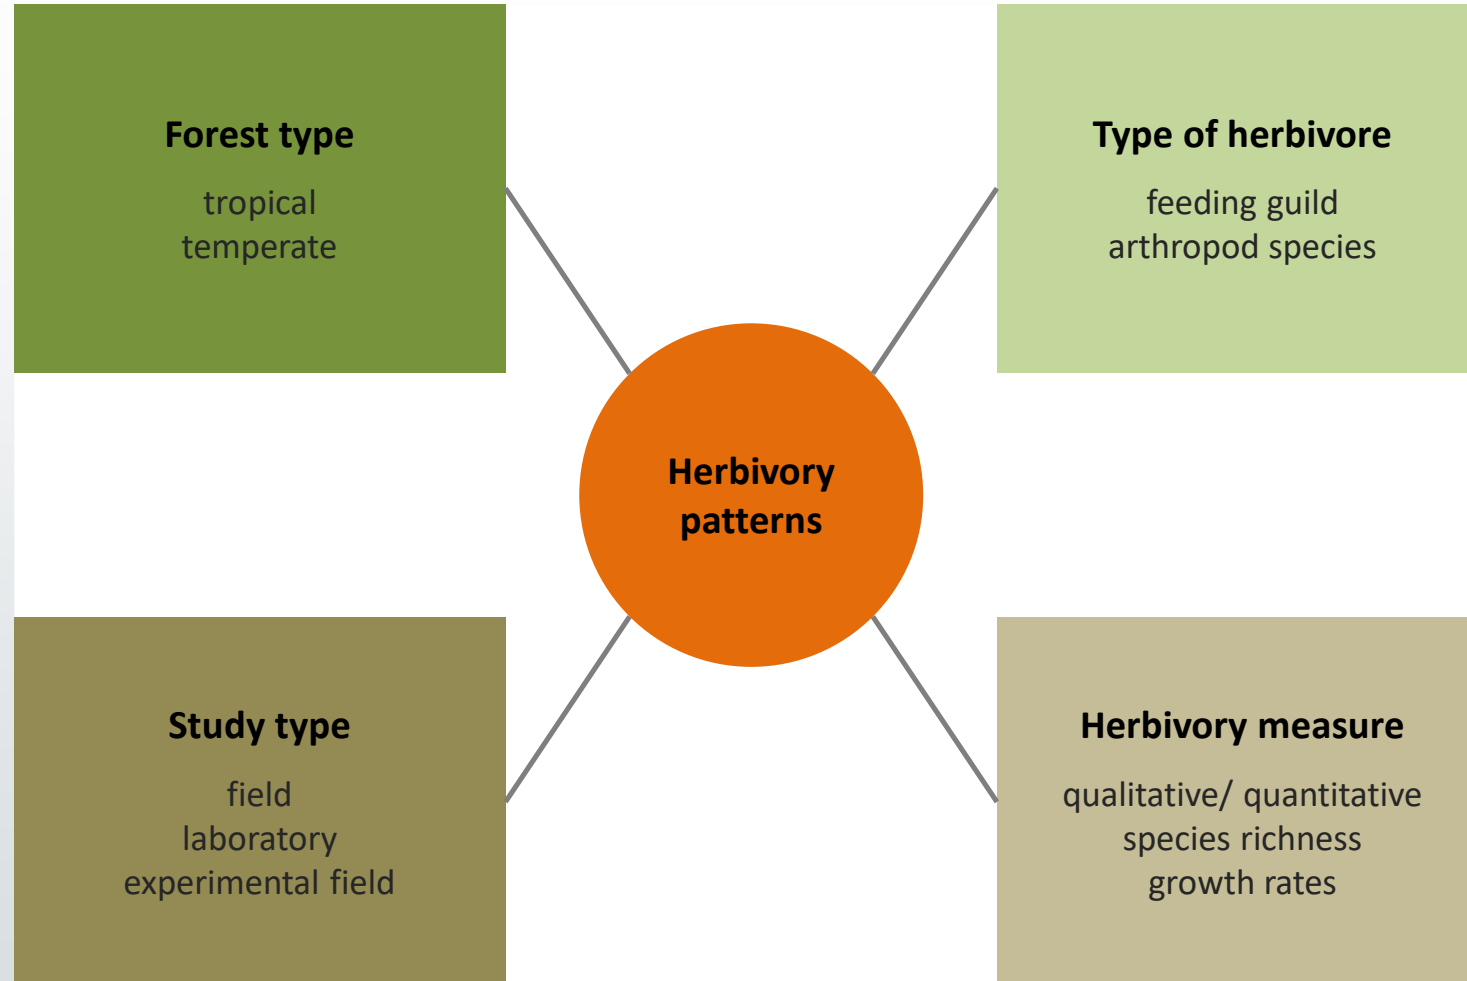 Forest type
tropical
temperate
Type of herbivore
feeding guild
arthropod species
Herbivory
patterns
Study type
field
laboratory
experimental field
Herbivory measure
qualitative/ quantitative
species richness
growth rates